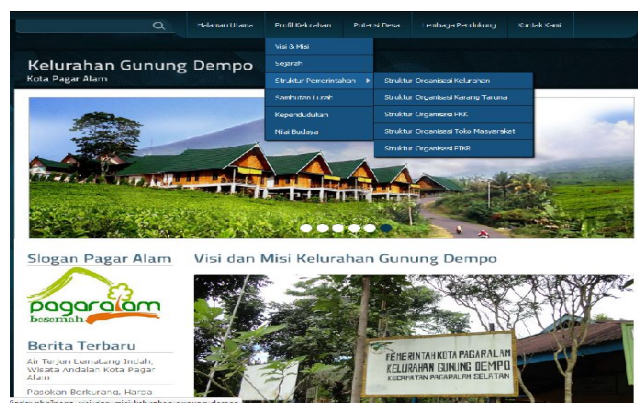 Halaman Utama
Profil Kelurahan
Potensi Desa
Lembaga Pendukung
Kontak Kami
Visi & Misi
Sejarah
Struktur Pemerintahan
Sambutan Lurah
Kependudukan
Nilai Budaya
Struktur Organisasi Kelurahan
Struktur Organisasi Karang Taruna
Struktur Organisasi PKK
Struktur Organisasi Toko Masyarakat
Struktur Organisasi
Kelurahan Gunung Dempo
Kota Pagar Alam
Slogan Pagar Alam
pagaralam
besemah
Berita Terbaru
Air Terjun Lematang Indah,
Wisata Andalan Kota Pagar
Alam
Pasokan Berkurang, Harga
Visi dan Misi Kelurahan Gunung Dempo
PEMERINTAH KOTA PAGARALAM
KELURAHAN GUNUNG DEMPO
KECAMATAN PAGARALAM SELATAN